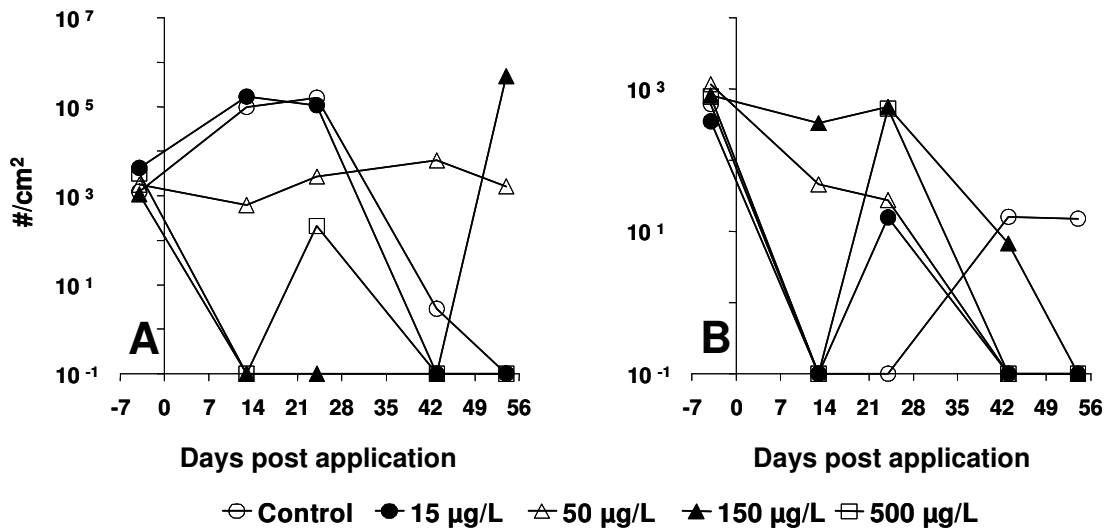 #/cm²
10⁷
10⁵
10³
10¹
10⁻¹
A
-7 0 7 14 21 28 35 42 49 56
Days post application
10³
10¹
10⁻¹
B
-7 0 7 14 21 28 35 42 49 56
Days post application
Control 15 µg/L 50 µg/L 150 µg/L 500 µg/L